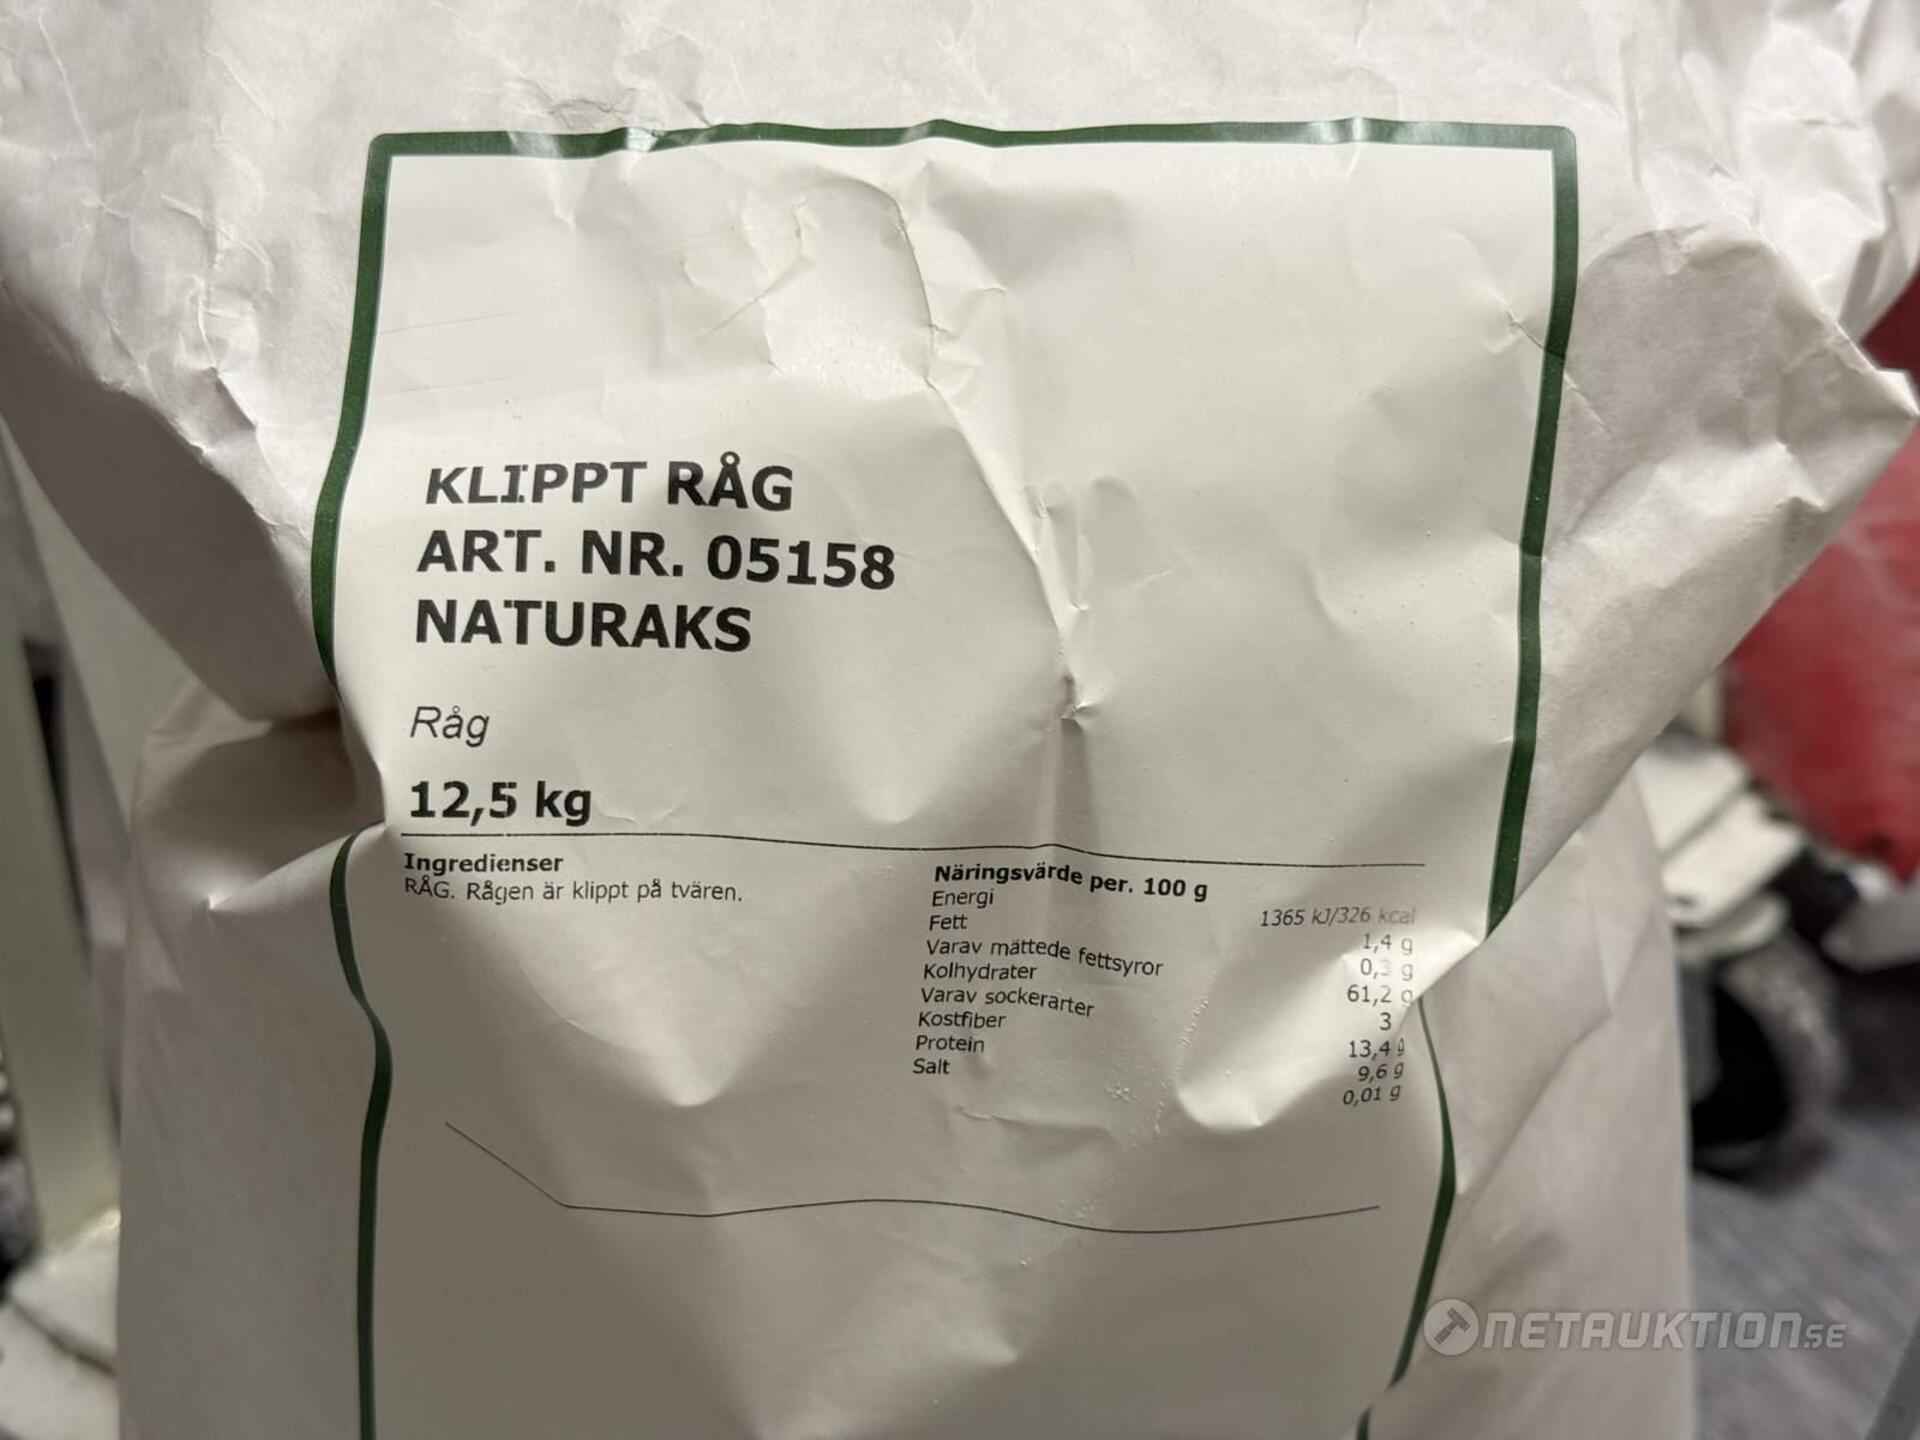 KLIPPT RÅG
ART. NR. 05158
NATURAKS
Råg
12,5 kg
Ingredienser
RÅG. Rågen är klippt på tvären.
Näringsvärde per. 100 g
Energi 1365 kJ/326 kcal
Fett 1,4 g
Varav mättede fettsyror 0,3 g
Kolhydrater 61,2 g
Varav sockerarter 3
Kostfiber 13,4 g
Protein 9,6 g
Salt 0,01 g
NETAUKTION.SE